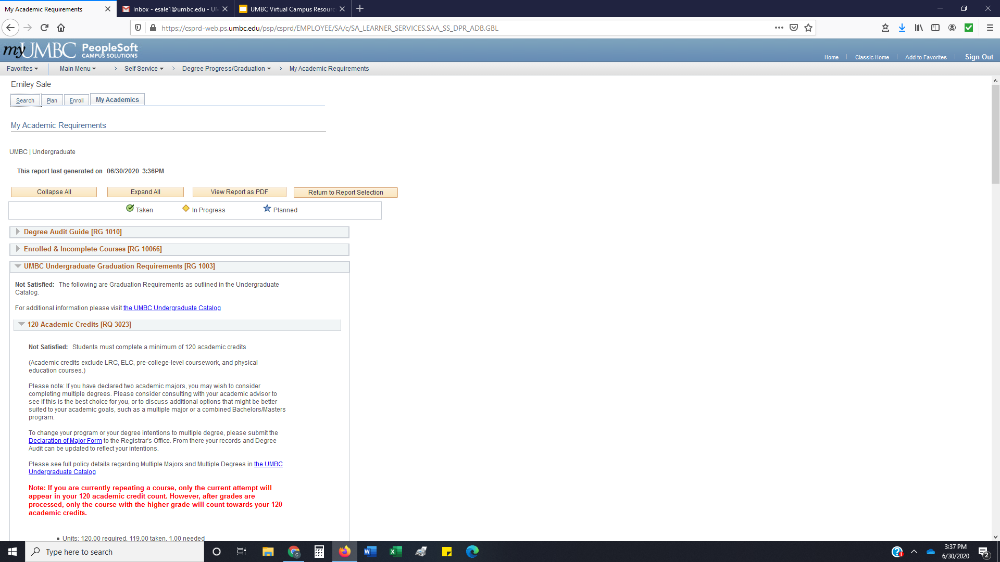 My Academic Requirements
Inbox - esale1@umbc.edu - UM
UMBC Virtual Campus Resour
https://csprd-web.ps.umbc.edu/psp/csprd/EMPLOYEE/SA/c/SA_LEARNER_SERVICES.SAA_SS_DPR_ADB.GBL
myUMBC PeopleSoft
CAMPUS SOLUTIONS
Home Classic Home Add to Favorites Sign Out
Favorites Main Menu > Self Service > Degree Progress/Graduation > My Academic Requirements
Emiley Sale
Search Plan Enroll My Academics
My Academic Requirements
UMBC | Undergraduate
This report last generated on 06/30/2020 3:36PM
Collapse All Expand All View Report as PDF Return to Report Selection
Taken In Progress Planned
Degree Audit Guide [RG 1010]
Enrolled & Incomplete Courses [RG 10066]
UMBC Undergraduate Graduation Requirements [RG 1003]
Not Satisfied: The following are Graduation Requirements as outlined in the Undergraduate
Catalog.
For additional information please visit the UMBC Undergraduate Catalog
120 Academic Credits [RQ 3023]
Not Satisfied: Students must complete a minimum of 120 academic credits
(Academic credits exclude LRC, ELC, pre-college-level coursework, and physical
education courses.)
Please note: If you have declared two academic majors, you may wish to consider
completing multiple degrees. Please consider consulting with your academic advisor to
see if this is the best choice for you, or to discuss additional options that might be better
suited to your academic goals, such as a multiple major or a combined Bachelors/Masters
program.
To change your program or your degree intentions to multiple degree, please submit the
Declaration of Major Form to the Registrar's Office. From there your records and Degree
Audit can be updated to reflect your intentions.
Please see full policy details regarding Multiple Majors and Multiple Degrees in the UMBC
Undergraduate Catalog
Note: If you are currently repeating a course, only the current attempt will
appear in your 120 academic credit count. However, after grades are
processed, only the course with the higher grade will count towards your 120
academic credits.
• Units: 120.00 required, 119.00 taken, 1.00 needed
Type here to search
3:37 PM
6/30/2020
2